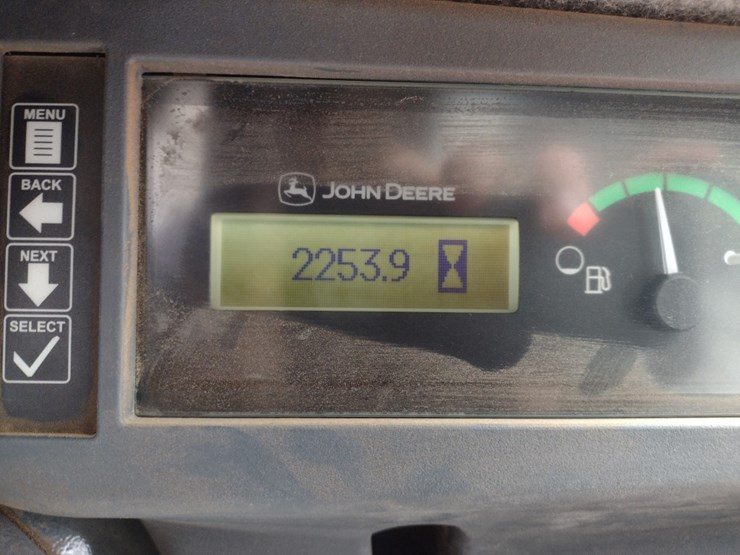 MENU
BACK
NEXT
SELECT
JOHN DEERE
2253.9